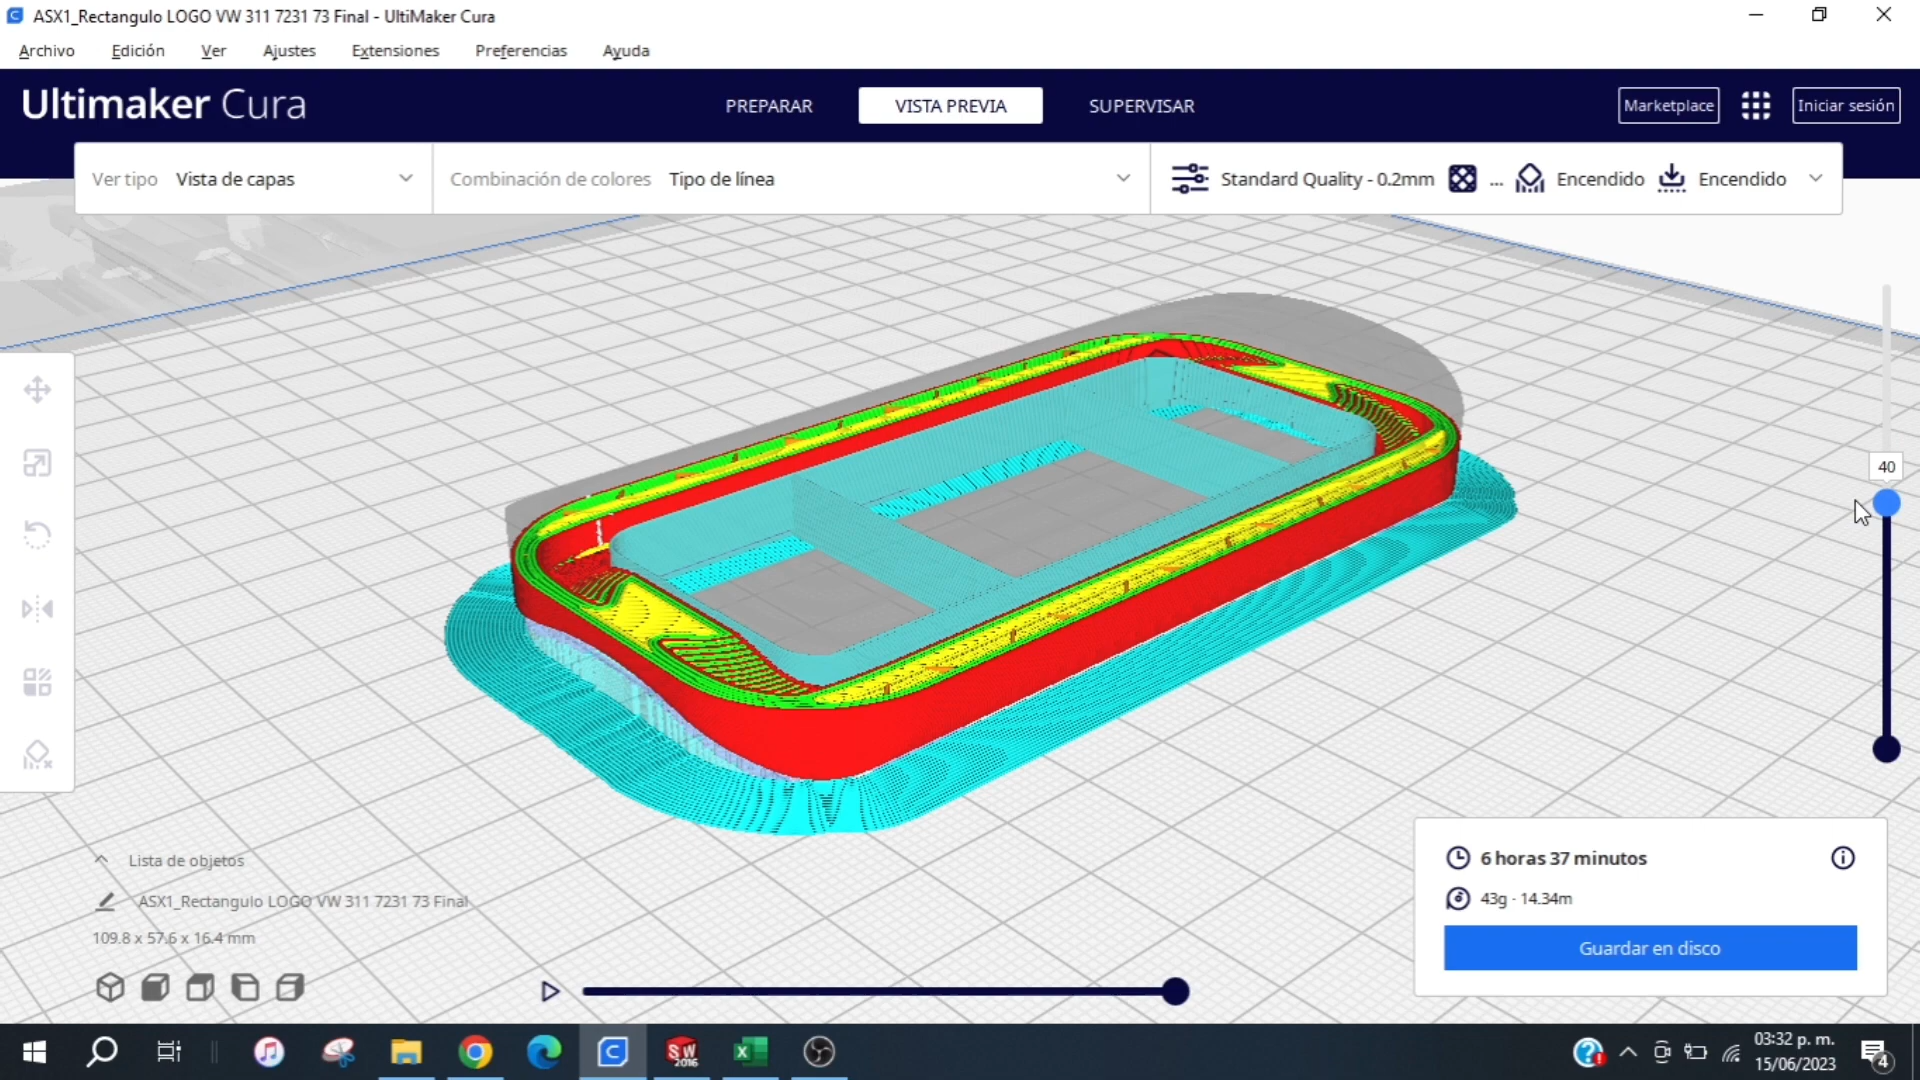 ASX1_Rectangulo LOGO VW 311 7231 73 Final - UltiMaker Cura
Archivo Edición Ver Ajustes Extensiones Preferencias Ayuda
Ultimaker Cura
PREPARAR VISTA PREVIA SUPERVISAR
Marketplace Iniciar sesión
Ver tipo Vista de capas Combinación de colores Tipo de línea Standard Quality - 0.2mm ... Encendido Encendido
40
6 horas 37 minutos
43g · 14.34m
Guardar en disco
Lista de objetos
ASX1_Rectangulo LOGO VW 311 7231 73 Final
109.8 x 57.6 x 16.4 mm
SW
2016
03:32 p. m.
15/06/2023
4